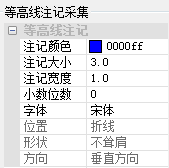 等高线注记采集
等高线注记
注记颜色 0000ff
注记大小 3.0
注记宽度 1.0
小数位数 0
字体 宋体
位置 折线
形状 不耸肩
方向 垂直方向